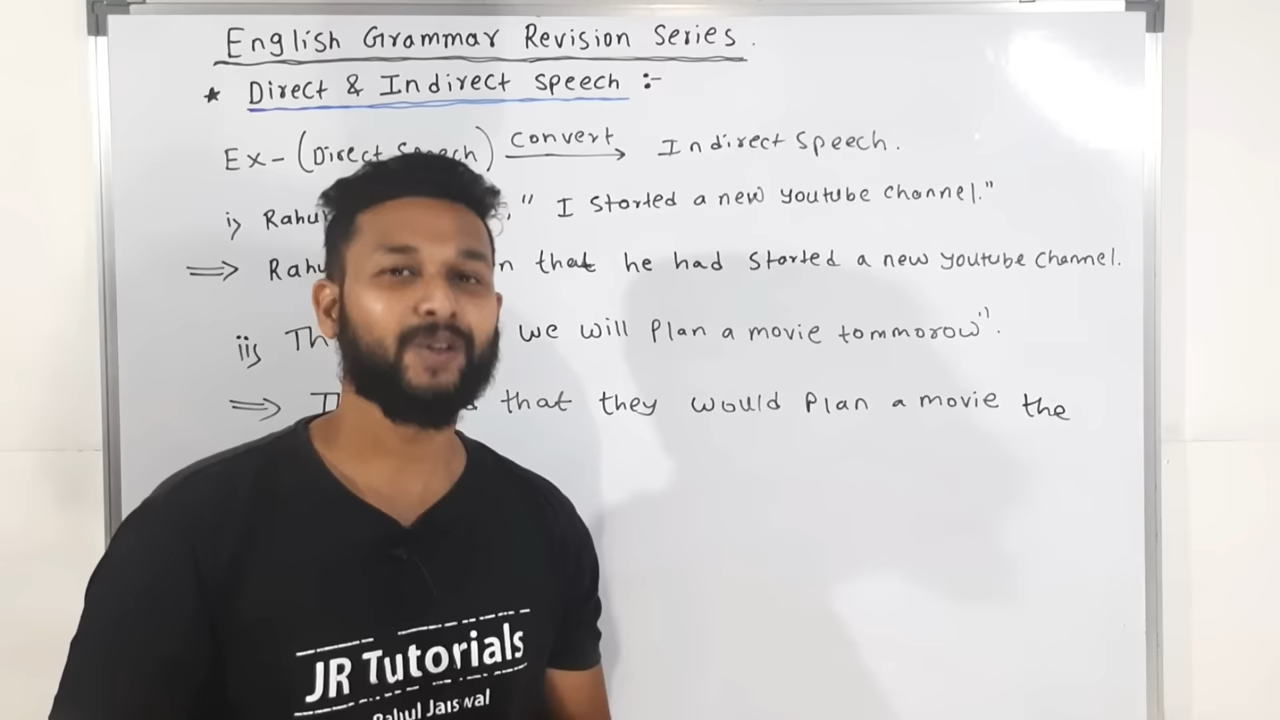 English Grammar Revision Series.
★ Direct & Indirect Speech :-
Ex- (Direct Speech) Convert → Indirect Speech.
i> Rahul , " I Started a new Youtube channel."
⇒ that he had Started a new Youtube channel.
ii> we will Plan a movie tommorow".
⇒ that they would Plan a movie the
JR Tutorials
Rahul Jaiswal